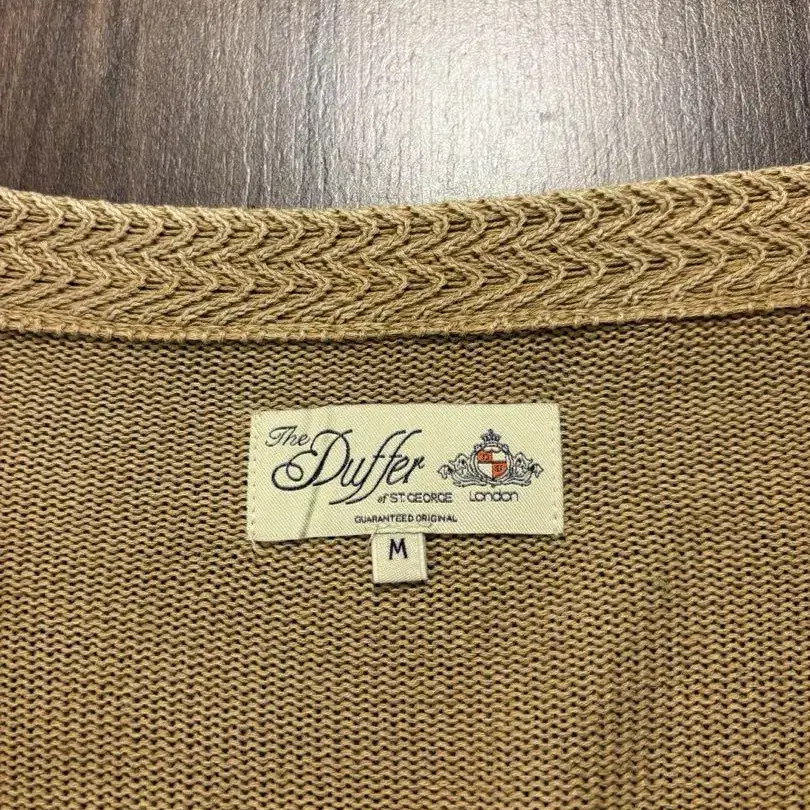 The Duffer
of ST.GEORGE London
GUARANTEED ORIGINAL
M